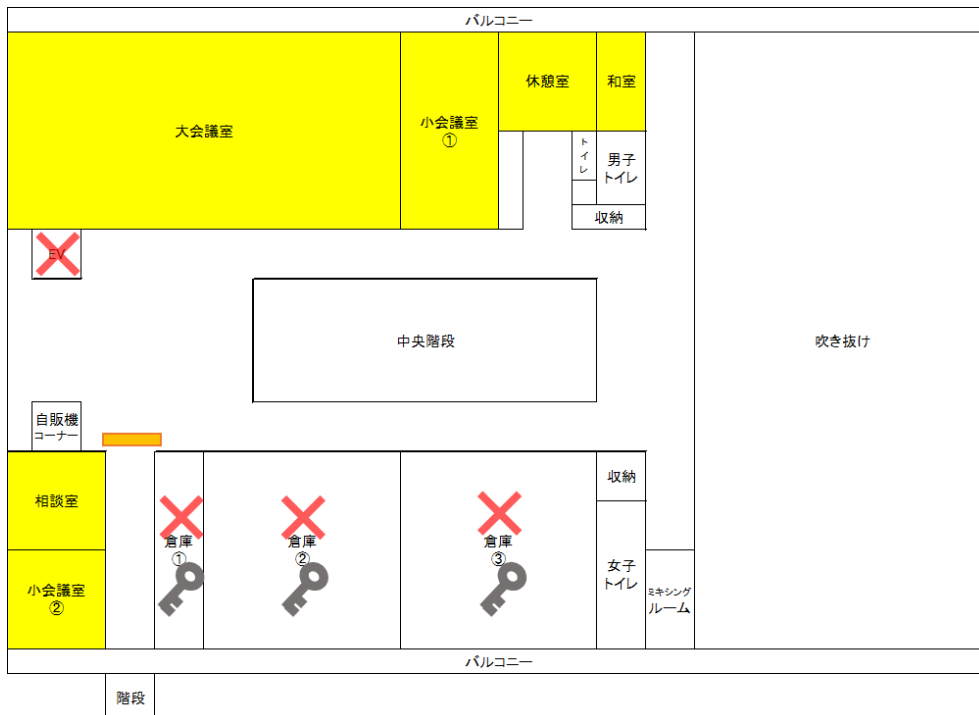 バルコニー
大会議室
小会議室
①
休憩室
和室
トイレ
男子
トイレ
収納
EV
中央階段
吹き抜け
自販機
コーナー
相談室
小会議室
②
倉庫
①
倉庫
②
倉庫
③
収納
女子
トイレ
ミキシング
ルーム
バルコニー
階段